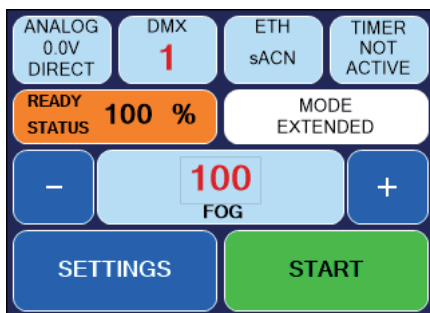 ANALOG
0.0V
DIRECT
DMX
1
ETH
sACN
TIMER
NOT
ACTIVE
READY
STATUS
100 %
MODE
EXTENDED
−
100
FOG
+
SETTINGS
START